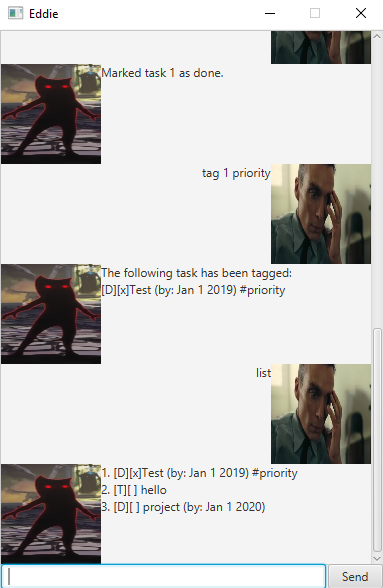 Eddie
Marked task 1 as done.
tag 1 priority
The following task has been tagged:
[D][x]Test (by: Jan 1 2019) #priority
list
1. [D][x]Test (by: Jan 1 2019) #priority
2. [T][ ] hello
3. [D][ ] project (by: Jan 1 2020)
Send